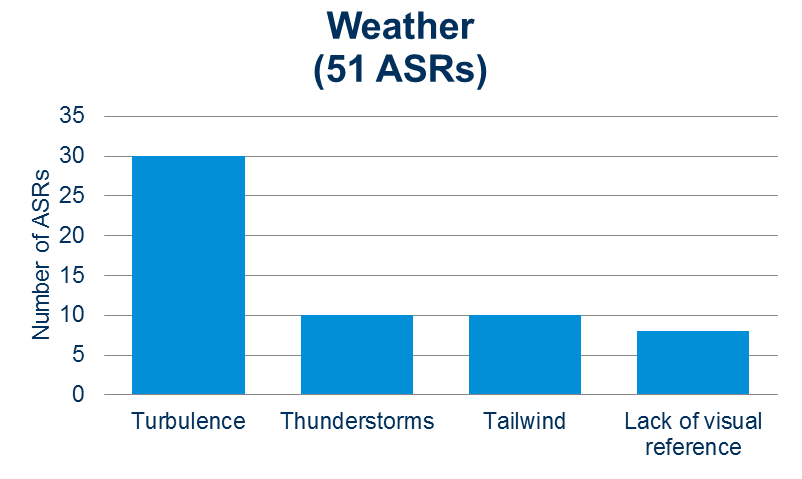 Weather
(51 ASRs)
Number of ASRs
35
30
25
20
15
10
5
0
Turbulence
Thunderstorms
Tailwind
Lack of visual
reference